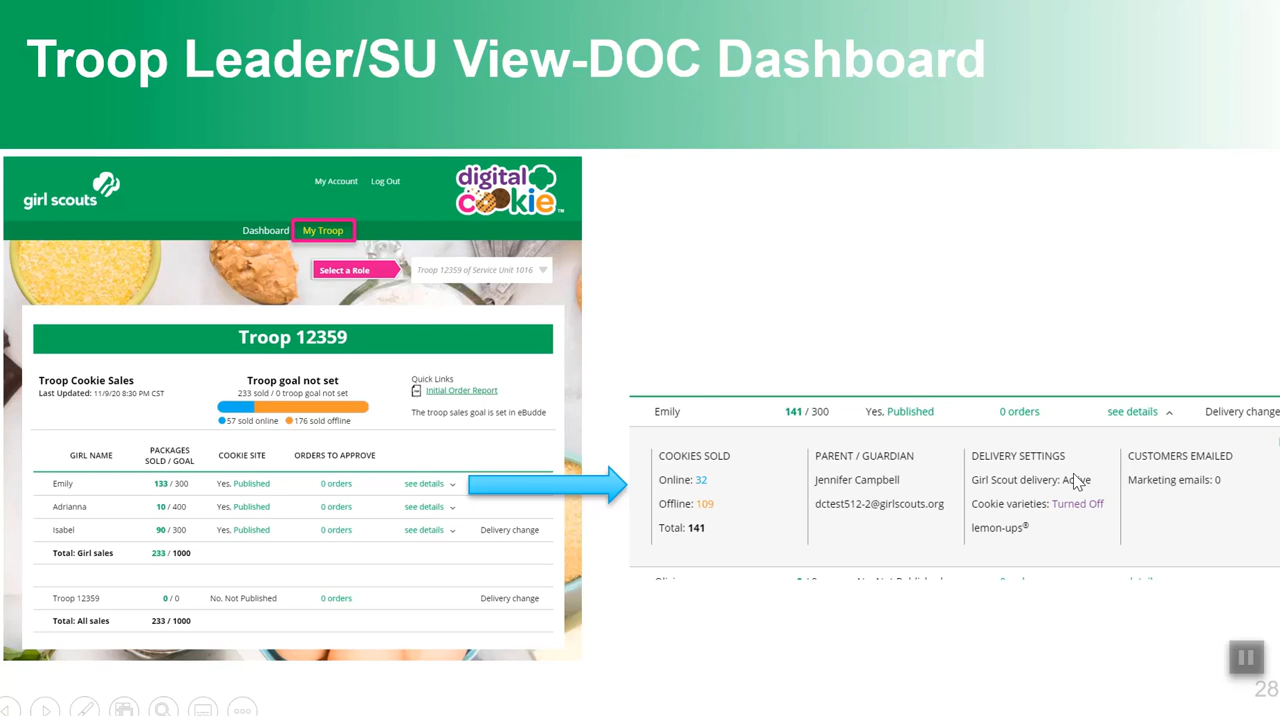 Troop Leader/SU View-DOC Dashboard
girl scouts
My Account Log Out
digital
cookie™
Dashboard My Troop
Select a Role
Troop 12359 of Service Unit 1016
Troop 12359
Troop Cookie Sales
Last Updated: 11/9/20 8:30 PM CST
Troop goal not set
233 sold / 0 troop goal not set
57 sold online 176 sold offline
Quick Links
Initial Order Report
The troop sales goal is set in eBudde
GIRL NAME PACKAGES SOLD / GOAL COOKIE SITE ORDERS TO APPROVE
Emily 133 / 300 Yes, Published 0 orders see details
Adrianna 10 / 400 Yes, Published 0 orders see details
Isabel 90 / 300 Yes, Published 0 orders see details Delivery change
Total: Girl sales 233 / 1000
Troop 12359 0 / 0 No, Not Published 0 orders Delivery change
Total: All sales 233 / 1000
Emily 141 / 300 Yes, Published 0 orders see details Delivery change
COOKIES SOLD
Online: 32
Offline: 109
Total: 141
PARENT / GUARDIAN
Jennifer Campbell
dctest512-2@girlscouts.org
DELIVERY SETTINGS
Girl Scout delivery: Active
Cookie varieties: Turned Off
lemon-ups®
CUSTOMERS EMAILED
Marketing emails: 0
28